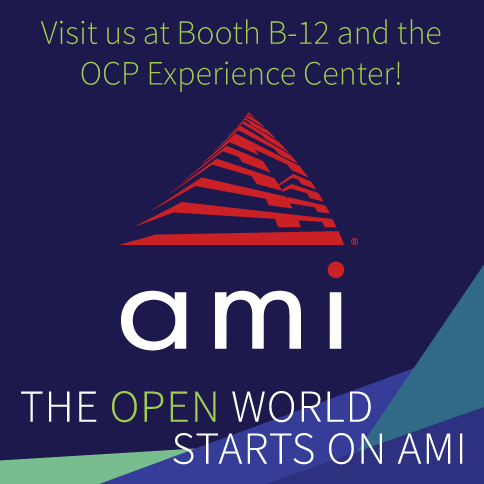 Visit us at Booth B-12 and the
OCP Experience Center!
®
ami
THE OPEN WORLD
STARTS ON AMI